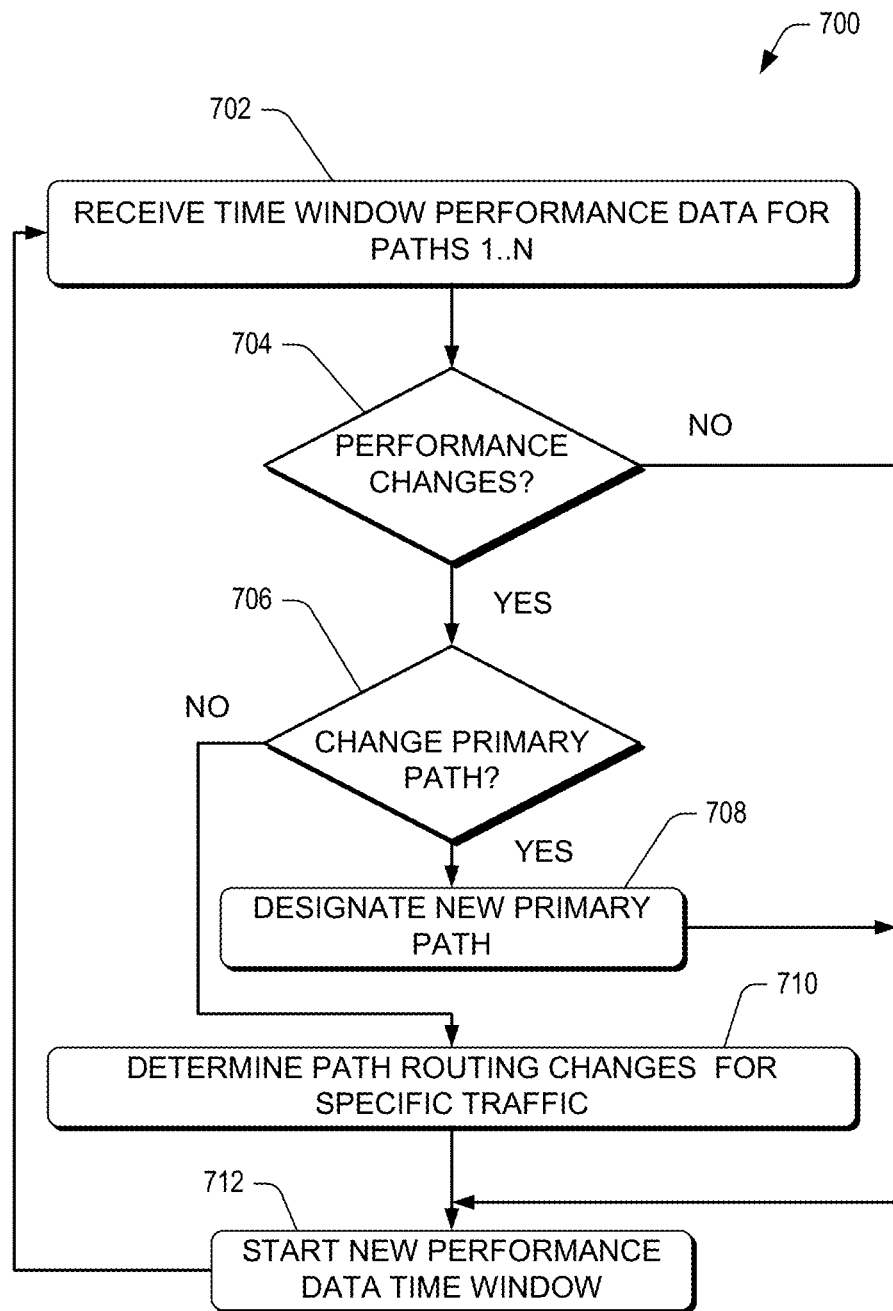 700
702
RECEIVE TIME WINDOW PERFORMANCE DATA FOR
PATHS 1..N
704
PERFORMANCE
CHANGES?
NO
YES
706
NO
CHANGE PRIMARY
PATH?
YES
708
DESIGNATE NEW PRIMARY
PATH
710
DETERMINE PATH ROUTING CHANGES FOR
SPECIFIC TRAFFIC
712
START NEW PERFORMANCE
DATA TIME WINDOW